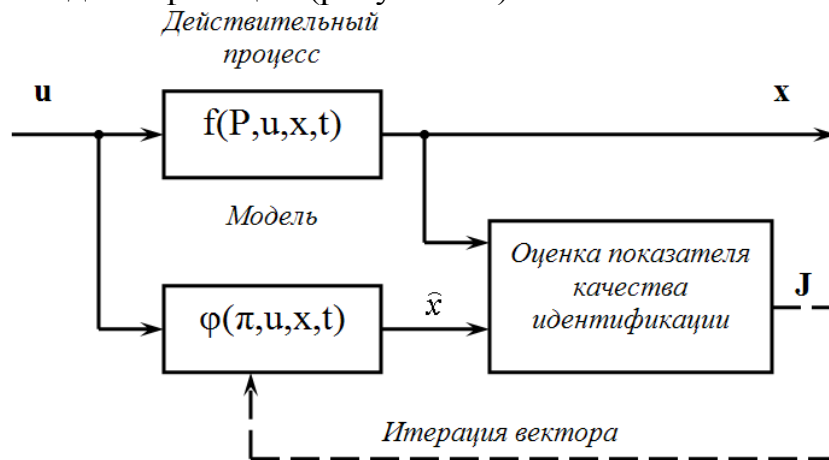 Действительный
процесс
u
x
f(P,u,x,t)
Модель
Оценка показателя
качества
идентификации
J
φ(π,u,x,t)
x̂
Итерация вектора